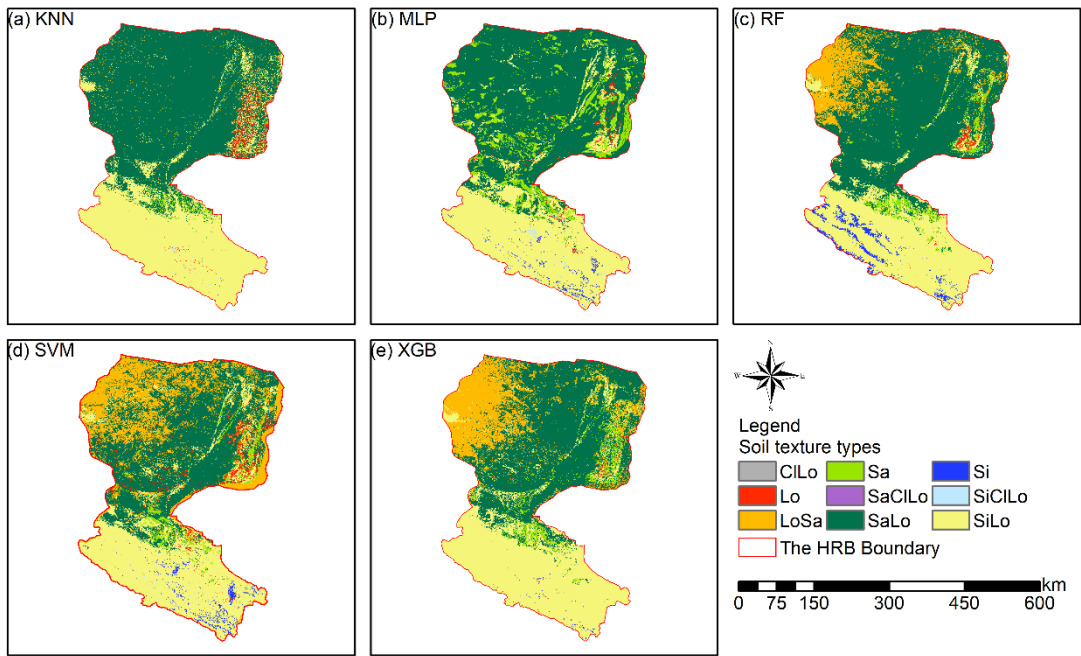 (a) KNN
(b) MLP
(c) RF
(d) SVM
(e) XGB
N
W E
S
Legend
Soil texture types
ClLo Sa Si
Lo SaClLo SiClLo
LoSa SaLo SiLo
The HRB Boundary
km
0 75 150 300 450 600